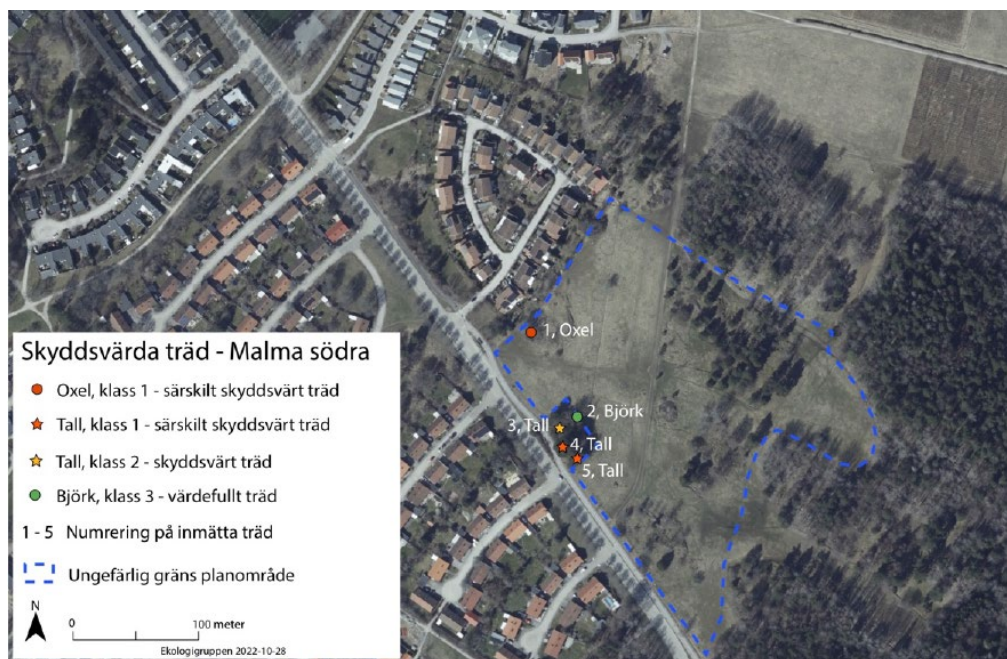 1, Oxel
2, Björk
3, Tall
4, Tall
5, Tall
Skyddsvärda träd - Malma södra
Oxel, klass 1 - särskilt skyddsvärt träd
Tall, klass 1 - särskilt skyddsvärt träd
Tall, klass 2 - skyddsvärt träd
Björk, klass 3 - värdefullt träd
1 - 5 Numrering på inmätta träd
Ungefärlig gräns planområde
N
0 100 meter
Ekologigruppen 2022-10-28